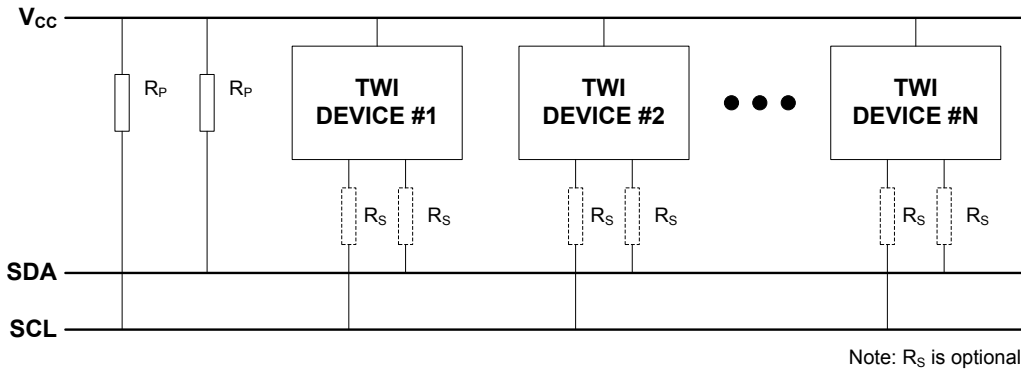 VCC
RP
RP
TWI
DEVICE #1
TWI
DEVICE #2
TWI
DEVICE #N
RS
RS
RS
RS
RS
RS
SDA
SCL
Note: RS is optional